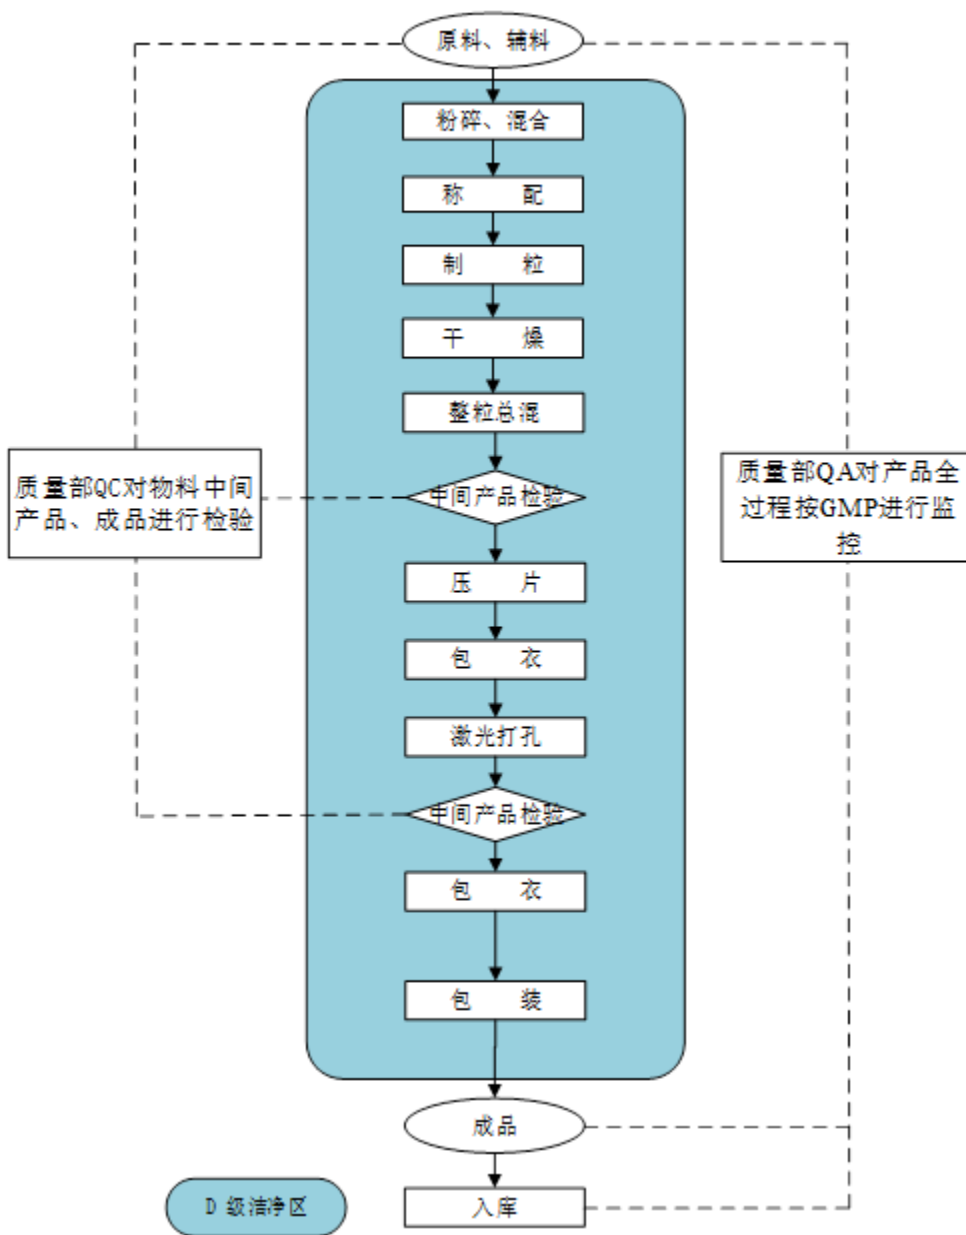 原料、辅料
粉碎、混合
称 配
制 粒
干 燥
整粒总混
质量部QC对物料中间
产品、成品进行检验
中间产品检验
质量部QA对产品全
过程按GMP进行监
控
压 片
包 衣
激光打孔
中间产品检验
包 衣
包 装
成品
D 级洁净区
入库